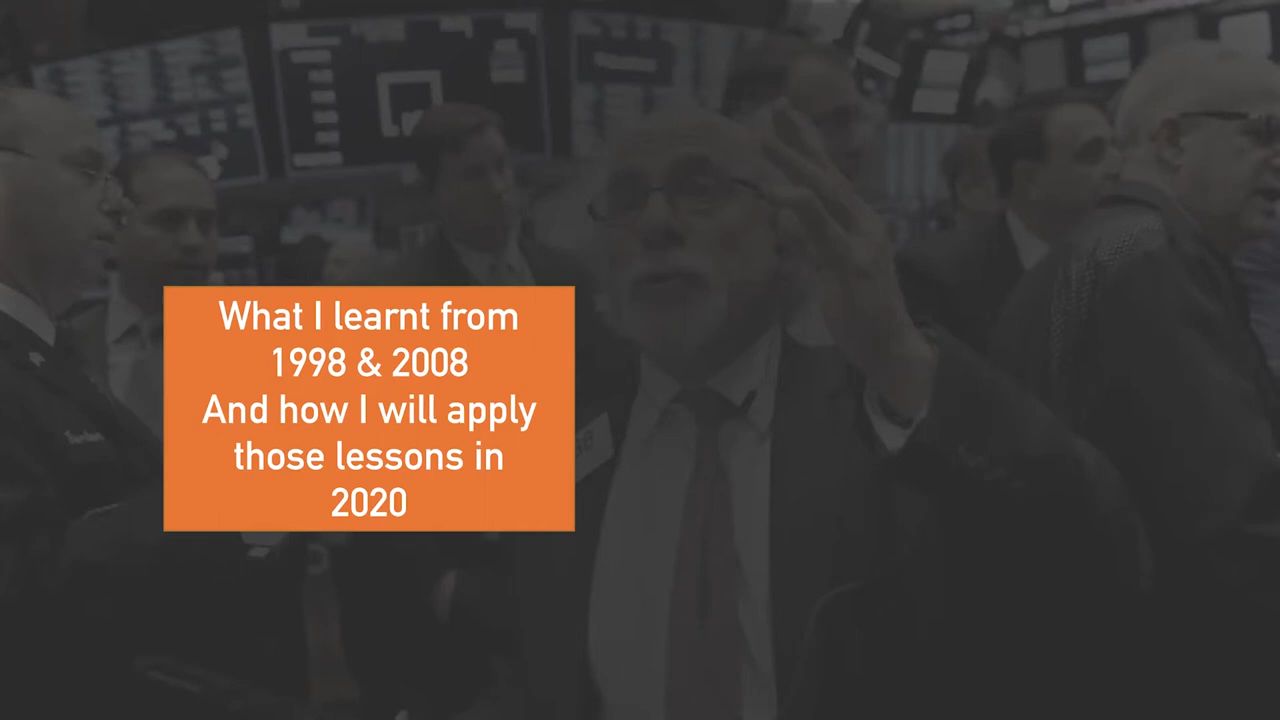 What I learnt from
1998 & 2008
And how I will apply
those lessons in
2020